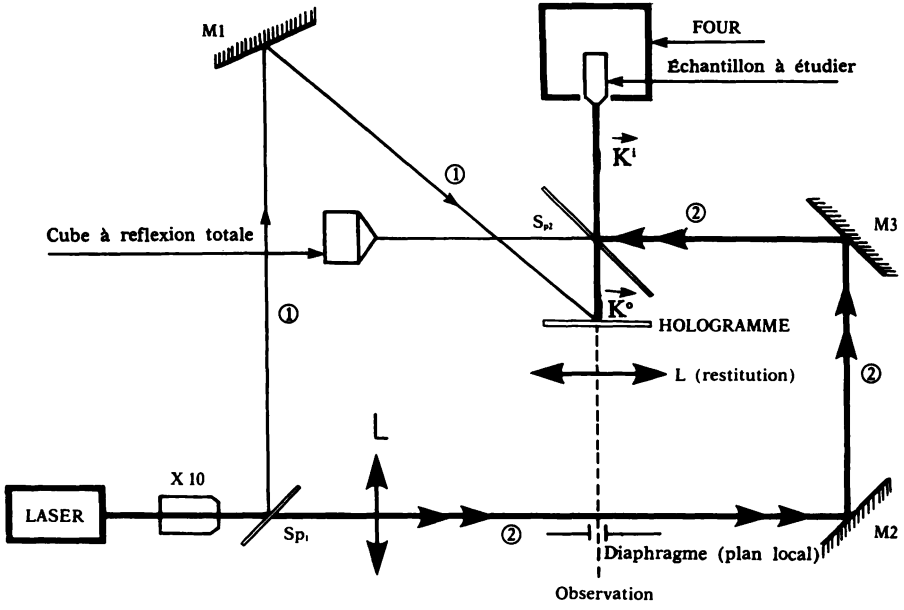 M1
FOUR
Échantillon à étudier
K^i
①
S_p2
②
M3
Cube à reflexion totale
①
K^o
HOLOGRAMME
L (restitution)
②
L
X 10
LASER
Sp_1
②
Diaphragme (plan local)
M2
Observation